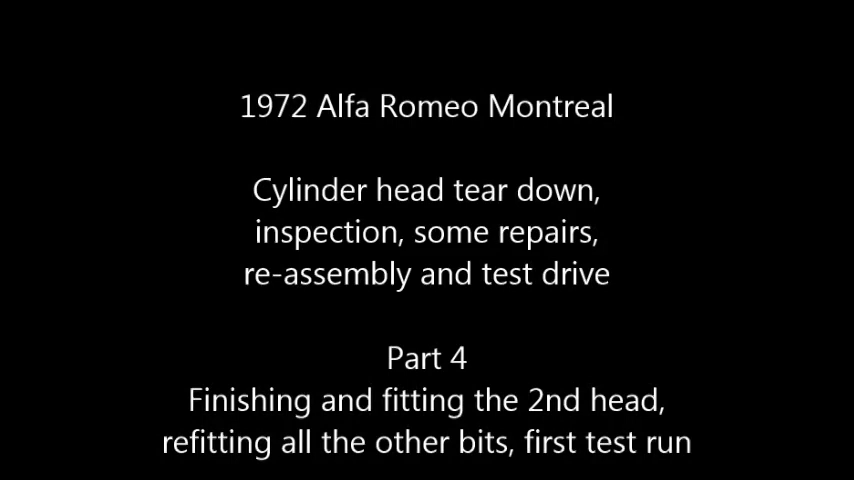 1972 Alfa Romeo Montreal
Cylinder head tear down,
inspection, some repairs,
re-assembly and test drive
Part 4
Finishing and fitting the 2nd head,
refitting all the other bits, first test run